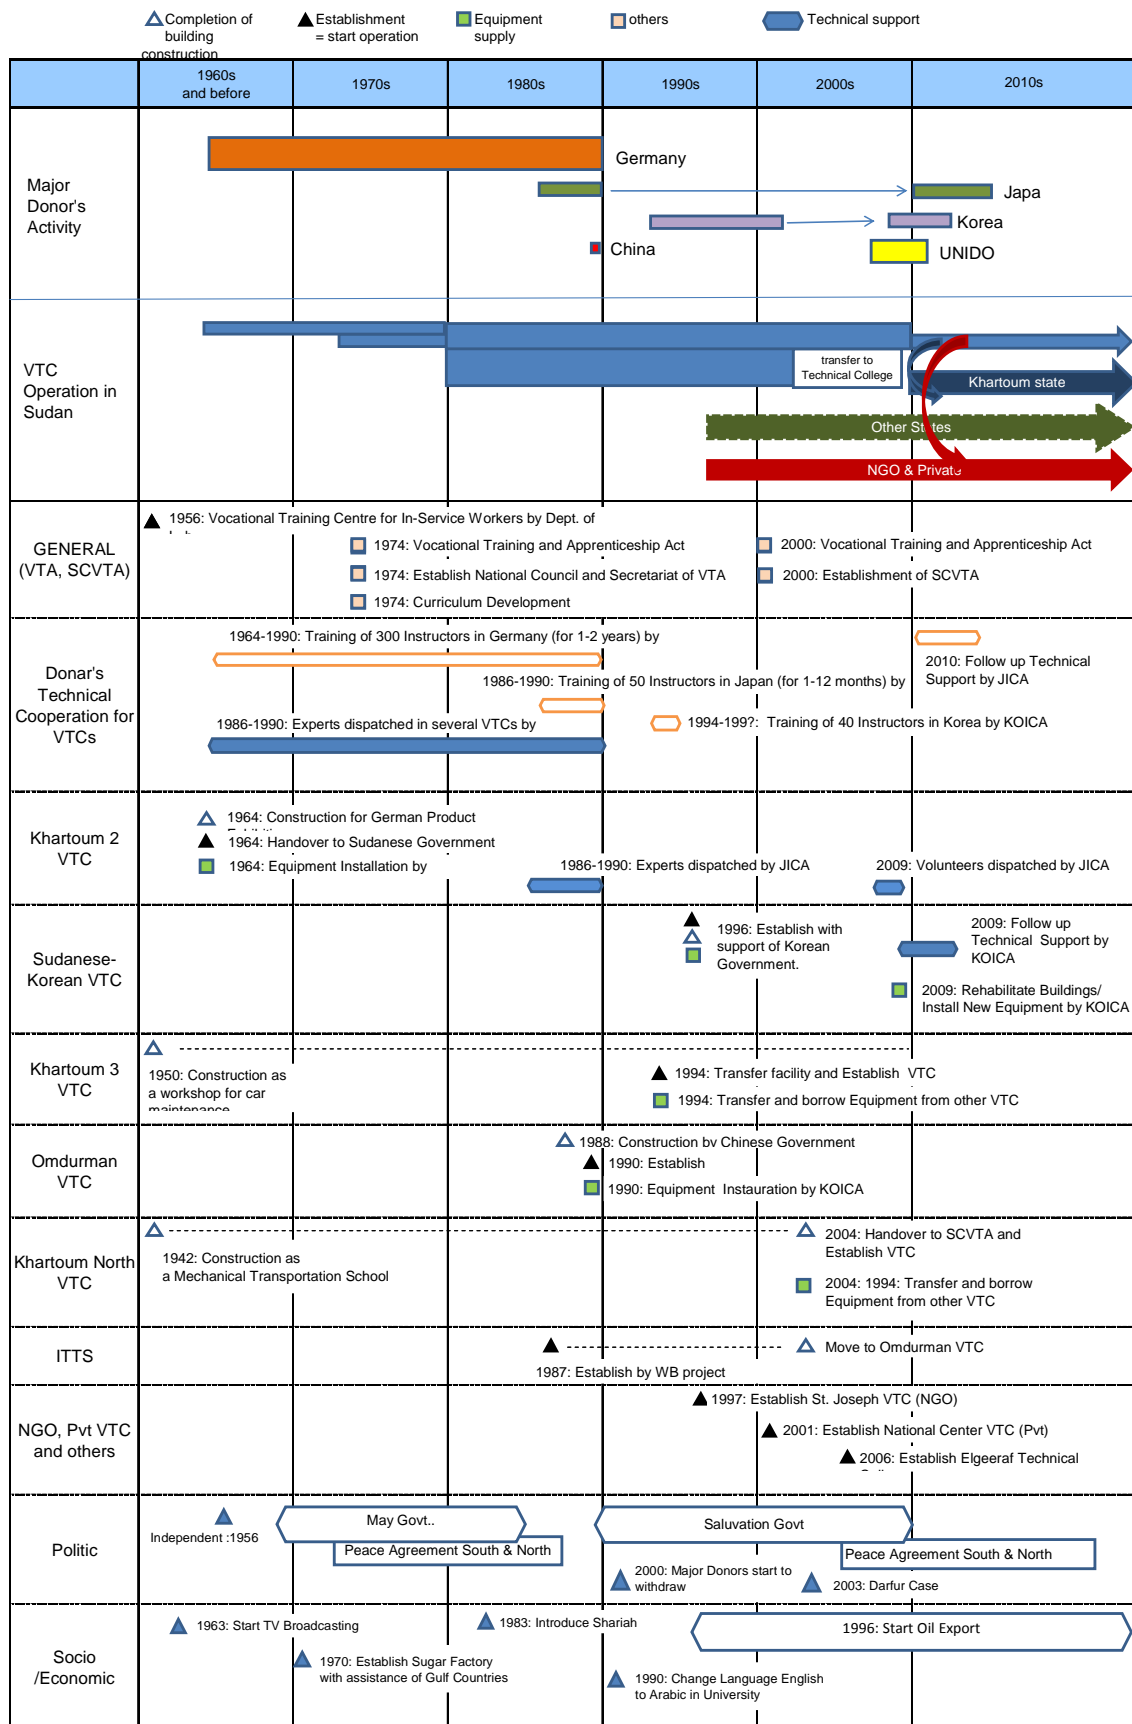 Completion of
building
construction
Establishment
= start operation
Equipment
supply
others
Technical support
1960s
and before
1970s
1980s
1990s
2000s
2010s
Major
Donor's
Activity
Germany
Japa
Korea
China
UNIDO
VTC
Operation in
Sudan
transfer to
Technical College
Khartoum state
Other States
NGO & Private
GENERAL
(VTA, SCVTA)
1956: Vocational Training Centre for In-Service Workers by Dept. of
1974: Vocational Training and Apprenticeship Act
1974: Establish National Council and Secretariat of VTA
1974: Curriculum Development
2000: Vocational Training and Apprenticeship Act
2000: Establishment of SCVTA
Donar's
Technical
Cooperation for
VTCs
1964-1990: Training of 300 Instructors in Germany (for 1-2 years) by
1986-1990: Training of 50 Instructors in Japan (for 1-12 months) by
1986-1990: Experts dispatched in several VTCs by
1994-199?: Training of 40 Instructors in Korea by KOICA
2010: Follow up Technical
Support by JICA
Khartoum 2
VTC
1964: Construction for German Product
1964: Handover to Sudanese Government
1964: Equipment Installation by
1986-1990: Experts dispatched by JICA
2009: Volunteers dispatched by JICA
Sudanese-
Korean VTC
1996: Establish with
support of Korean
Government.
2009: Follow up
Technical Support by
KOICA
2009: Rehabilitate Buildings/
Install New Equipment by KOICA
Khartoum 3
VTC
1950: Construction as
a workshop for car
maintenance
1994: Transfer facility and Establish VTC
1994: Transfer and borrow Equipment from other VTC
Omdurman
VTC
1988: Construction by Chinese Government
1990: Establish
1990: Equipment Instauration by KOICA
Khartoum North
VTC
1942: Construction as
a Mechanical Transportation School
2004: Handover to SCVTA and
Establish VTC
2004: 1994: Transfer and borrow
Equipment from other VTC
ITTS
1987: Establish by WB project
Move to Omdurman VTC
NGO, Pvt VTC
and others
1997: Establish St. Joseph VTC (NGO)
2001: Establish National Center VTC (Pvt)
2006: Establish Elgeeraf Technical
Politic
Independent :1956
May Govt..
Peace Agreement South & North
Saluvation Govt
Peace Agreement South & North
2000: Major Donors start to
withdraw
2003: Darfur Case
Socio
/Economic
1963: Start TV Broadcasting
1970: Establish Sugar Factory
with assistance of Gulf Countries
1983: Introduce Shariah
1990: Change Language English
to Arabic in University
1996: Start Oil Export